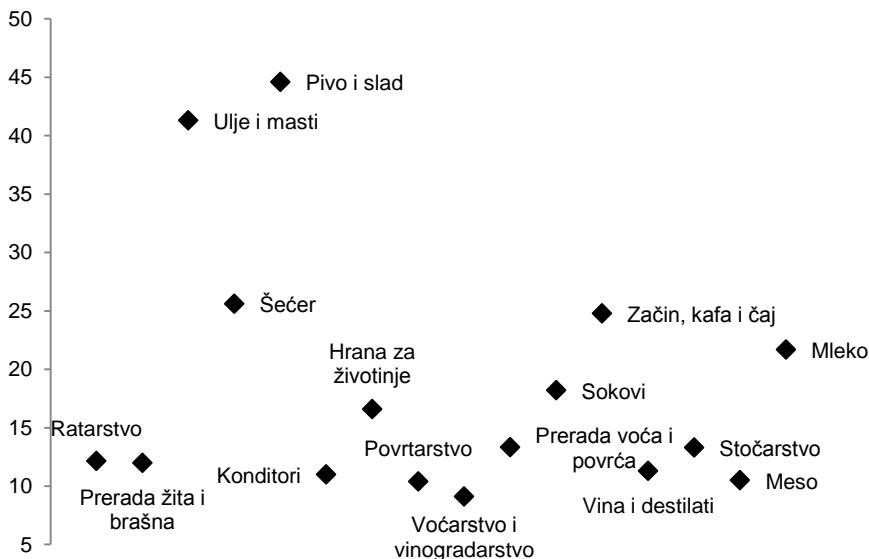 50
45
40
35
30
25
20
15
10
5
Pivo i slad
Ulje i masti
Šećer
Začin, kafa i čaj
Hrana za
životinje
Mleko
Sokovi
Ratarstvo
Prerada žita i
brašna
Konditori
Povrtarstvo
Voćarstvo i
vinogradarstvo
Prerada voća i
povrća
Vina i destilati
Stočarstvo
Meso